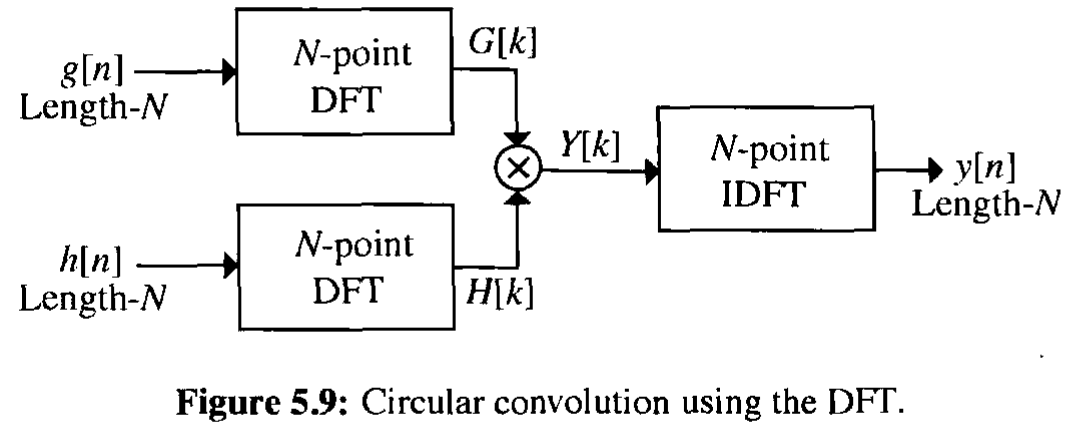 g[n]
Length-N
N-point
DFT
G[k]
h[n]
Length-N
N-point
DFT
H[k]
Y[k]
N-point
IDFT
y[n]
Length-N
Figure 5.9: Circular convolution using the DFT.